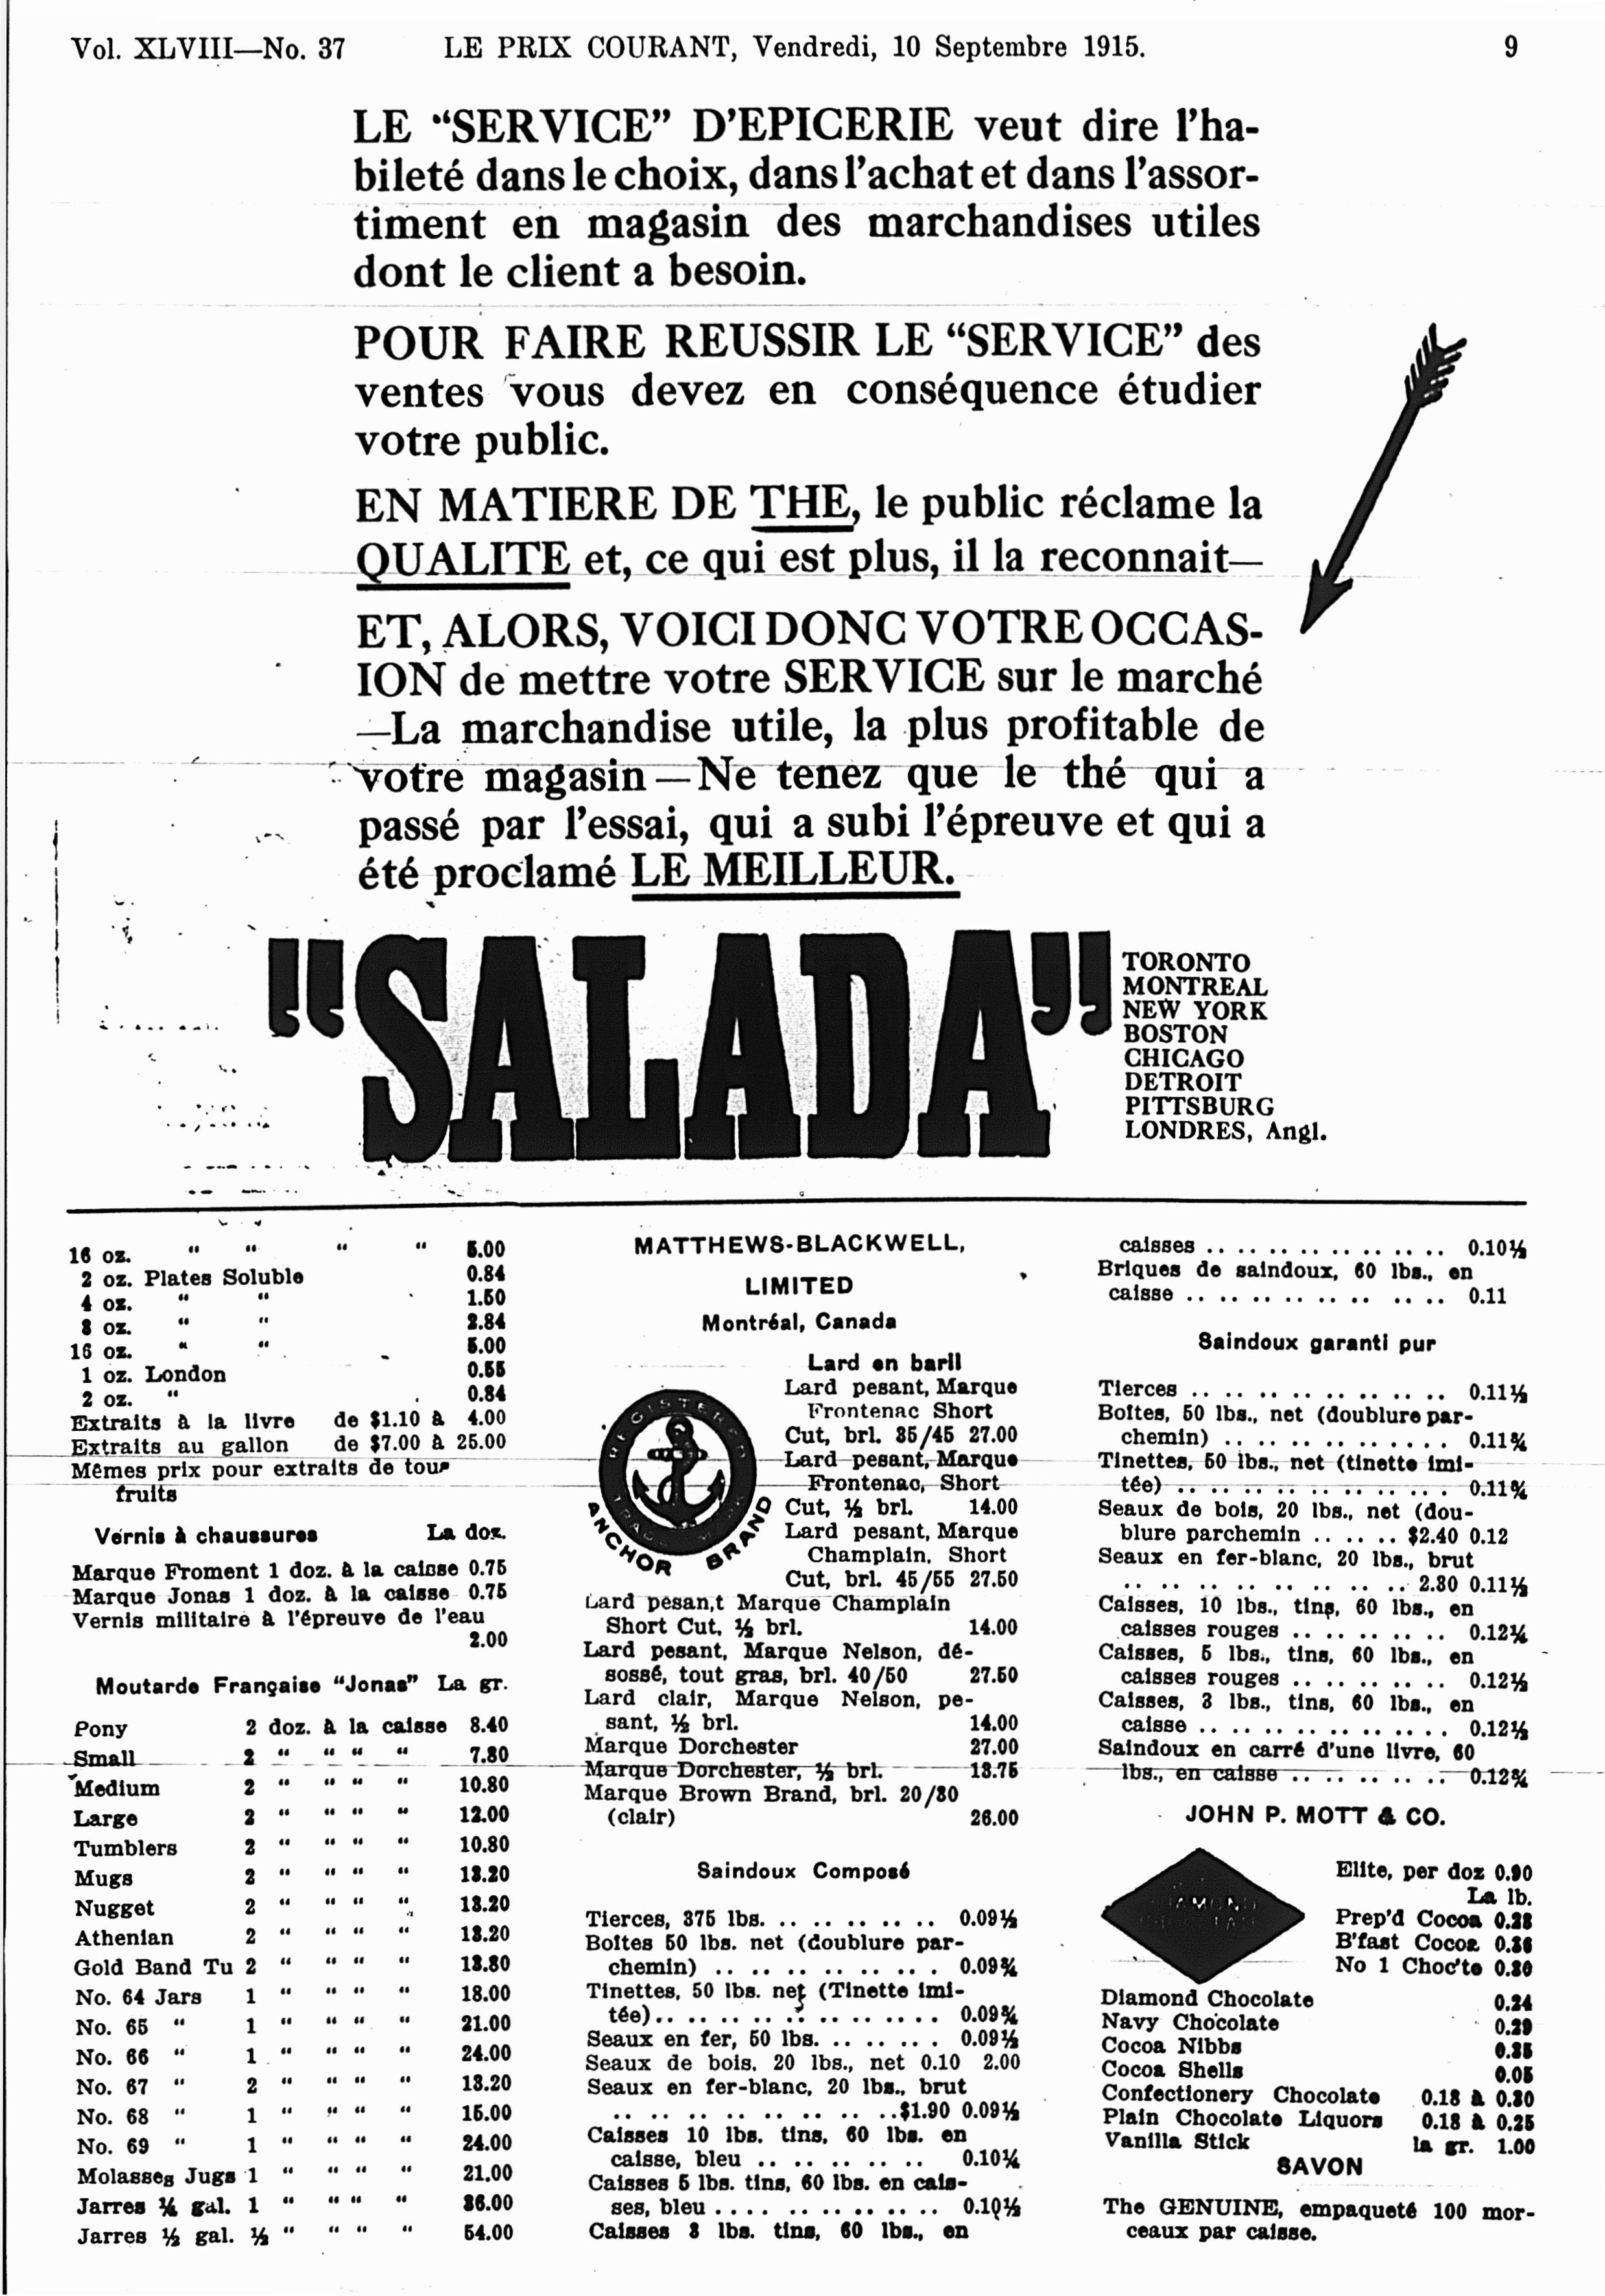 Vol. XLVIII—No. 37 LE PRIX COURANT, Vendredi, 10 Septembre 1915. 9
LE “SERVICE” D’EPICERIE veut dire l’ha-
bileté dans le choix, dans l’achat et dans l’assor-
timent en magasin des marchandises utiles
dont le client a besoin.
POUR FAIRE REUSSIR LE “SERVICE” des
ventes vous devez en conséquence étudier
votre public.
EN MATIERE DE THE, le public réclame la
QUALITE et, ce qui est plus, il la reconnait—
ET, ALORS, VOICI DONC VOTRE OCCAS-
ION de mettre votre SERVICE sur le marché
—La marchandise utile, la plus profitable de
votre magasin—Ne tenez que le thé qui a
passé par l’essai, qui a subi l’épreuve et qui a
été proclamé LE MEILLEUR.
“SALADA”
TORONTO
MONTREAL
NEW YORK
BOSTON
CHICAGO
DETROIT
PITTSBURG
LONDRES, Angl.
16 oz. “ “ “ “ 5.00
2 oz. Plates Soluble 0.84
4 oz. “ “ 1.50
8 oz. “ “ 2.84
16 oz. “ “ 5.00
1 oz. London 0.55
2 oz. “ 0.84
Extraits à la livre de $1.10 à 4.00
Extraits au gallon de $7.00 à 25.00
Mêmes prix pour extraits de tous
fruits
Vernis à chaussures La doz.
Marque Froment 1 doz. à la caisse 0.75
Marque Jonas 1 doz. à la caisse 0.75
Vernis militaire à l’épreuve de l’eau
2.00
Moutarde Française “Jonas” La gr.
Pony 2 doz. à la caisse 8.40
Small 2 “ “ “ “ 7.80
Medium 2 “ “ “ “ 10.80
Large 2 “ “ “ “ 12.00
Tumblers 2 “ “ “ “ 10.80
Mugs 2 “ “ “ “ 13.20
Nugget 2 “ “ “ “ 13.20
Athenian 2 “ “ “ “ 13.20
Gold Band Tu 2 “ “ “ “ 13.80
No. 64 Jars 1 “ “ “ “ 18.00
No. 65 “ 1 “ “ “ “ 21.00
No. 66 “ 1 “ “ “ “ 24.00
No. 67 “ 2 “ “ “ “ 13.20
No. 68 “ 1 “ “ “ “ 15.00
No. 69 “ 1 “ “ “ “ 24.00
Molasses Jugs 1 “ “ “ “ 21.00
Jarres ¼ gal. 1 “ “ “ “ 36.00
Jarres ½ gal. ½ “ “ “ “ 54.00
MATTHEWS-BLACKWELL,
LIMITED
Montréal, Canada
REGISTERED
TRADE MARK
ANCHOR BRAND
Lard en baril
Lard pesant, Marque
Frontenac Short
Cut, brl. 35/45 27.00
Lard pesant, Marque
Frontenac, Short
Cut, ½ brl. 14.00
Lard pesant, Marque
Champlain, Short
Cut, brl. 45/55 27.50
Lard pesan,t Marque Champlain
Short Cut, ½ brl. 14.00
Lard pesant, Marque Nelson, dé-
sossé, tout gras, brl. 40/50 27.50
Lard clair, Marque Nelson, pe-
sant, ½ brl. 14.00
Marque Dorchester 27.00
Marque Dorchester, ½ brl. 13.75
Marque Brown Brand, brl. 20/30
(clair) 26.00
Saindoux Composé
Tierces, 375 lbs. .. .. .. .. .. 0.09½
Boites 50 lbs. net (doublure par-
chemin) .. .. .. .. .. .. .. 0.09¾
Tinettes, 50 lbs. net (Tinette imi-
tée) .. .. .. .. .. .. .. .. .. 0.09¾
Seaux en fer, 50 lbs. .. .. .. .. 0.09½
Seaux de bois, 20 lbs., net 0.10 2.00
Seaux en fer-blanc, 20 lbs., brut
.. .. .. .. .. .. .. .. ..$1.90 0.09½
Caisses 10 lbs. tins, 60 lbs. en
caisse, bleu .. .. .. .. .. .. 0.10¼
Caisses 5 lbs. tins, 60 lbs. en cais-
ses, bleu .. .. .. .. .. .. .. 0.10½
Caisses 3 lbs. tins, 60 lbs., en
caisses .. .. .. .. .. .. .. .. 0.10½
Briques de saindoux, 60 lbs., en
caisse .. .. .. .. .. .. .. .. 0.11
Saindoux garanti pur
Tierces .. .. .. .. .. .. .. .. .. 0.11½
Boîtes, 50 lbs., net (doublure par-
chemin) .. .. .. .. .. .. .. 0.11¾
Tinettes, 50 lbs., net (tinette imi-
tée) .. .. .. .. .. .. .. .. .. 0.11¾
Seaux de bois, 20 lbs., net (dou-
blure parchemin .. .. .. $2.40 0.12
Seaux en fer-blanc, 20 lbs., brut
.. .. .. .. .. .. .. .. .. 2.30 0.11½
Caisses, 10 lbs., tins, 60 lbs., en
caisses rouges .. .. .. .. .. 0.12¼
Caisses, 5 lbs., tins, 60 lbs., en
caisses rouges .. .. .. .. .. 0.12½
Caisses, 3 lbs., tins, 60 lbs., en
caisse .. .. .. .. .. .. .. .. 0.12½
Saindoux en carré d’une livre, 60
lbs., en caisse .. .. .. .. .. 0.12¾
JOHN P. MOTT & CO.
Elite, per doz 0.90
La lb.
Prep’d Cocoa 0.28
B’fast Cocoa 0.36
No 1 Choc’te 0.30
Diamond Chocolate 0.24
Navy Chocolate 0.29
Cocoa Nibbs 0.35
Cocoa Shells 0.05
Confectionery Chocolate 0.18 à 0.30
Plain Chocolate Liquors 0.18 à 0.25
Vanilla Stick la gr. 1.00
SAVON
The GENUINE, empaqueté 100 mor-
ceaux par caisse.